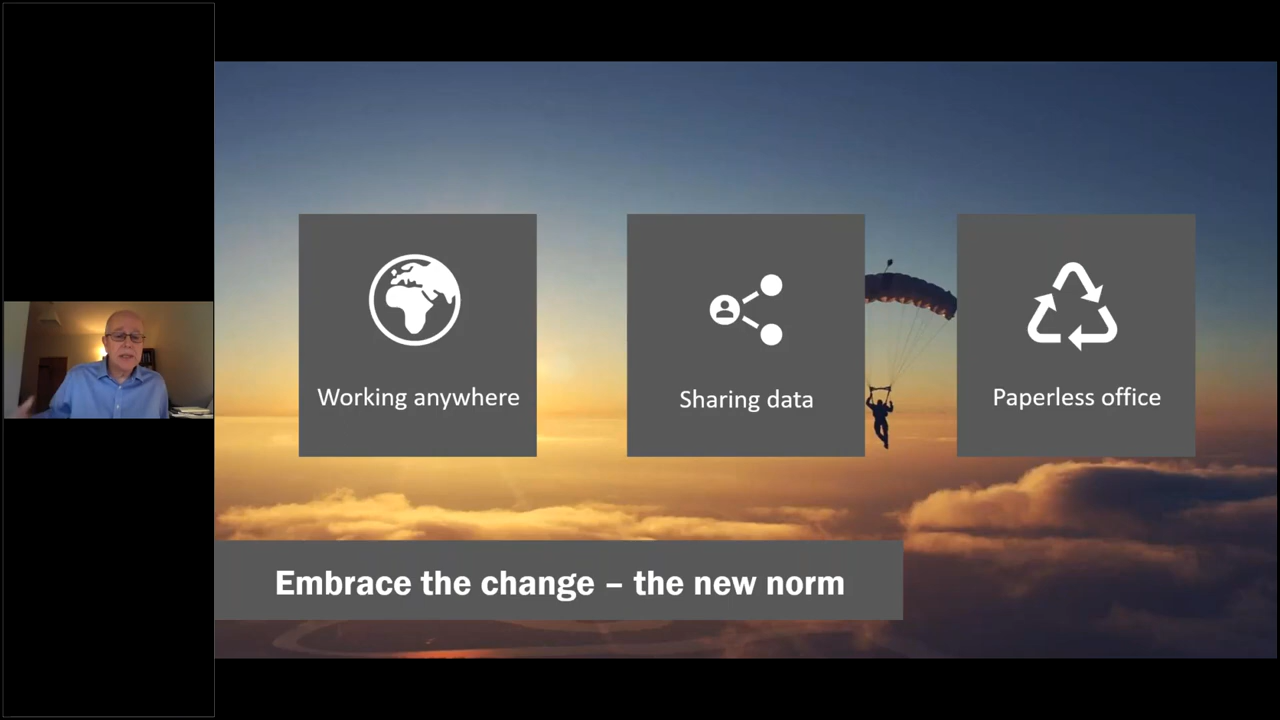 Working anywhere
Sharing data
Paperless office
Embrace the change – the new norm